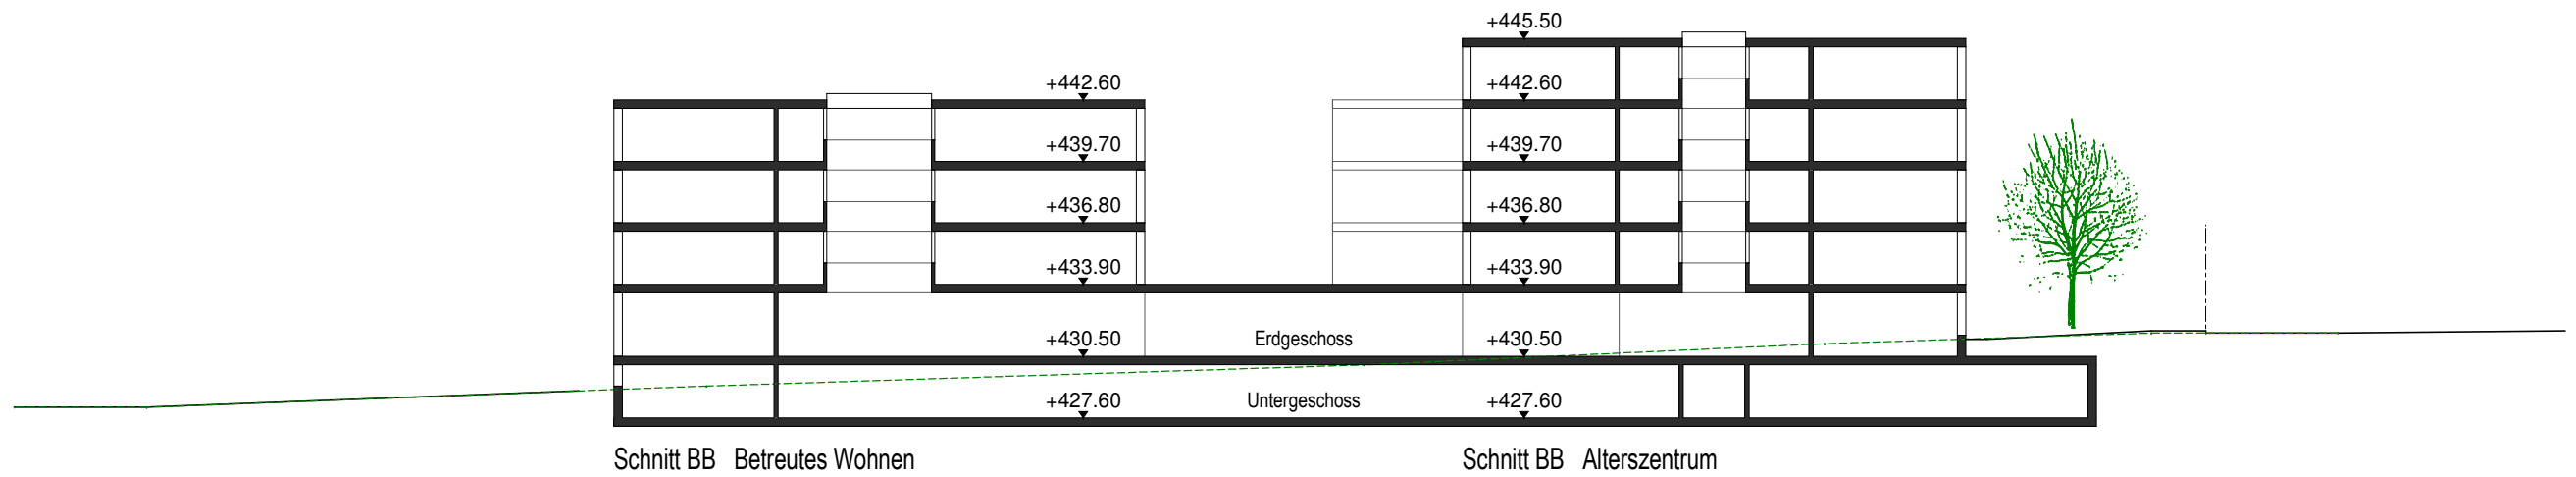 +445.50
+442.60 +442.60
+439.70 +439.70
+436.80 +436.80
+433.90 +433.90
+430.50 Erdgeschoss +430.50
+427.60 Untergeschoss +427.60
Schnitt BB Betreutes Wohnen Schnitt BB Alterszentrum